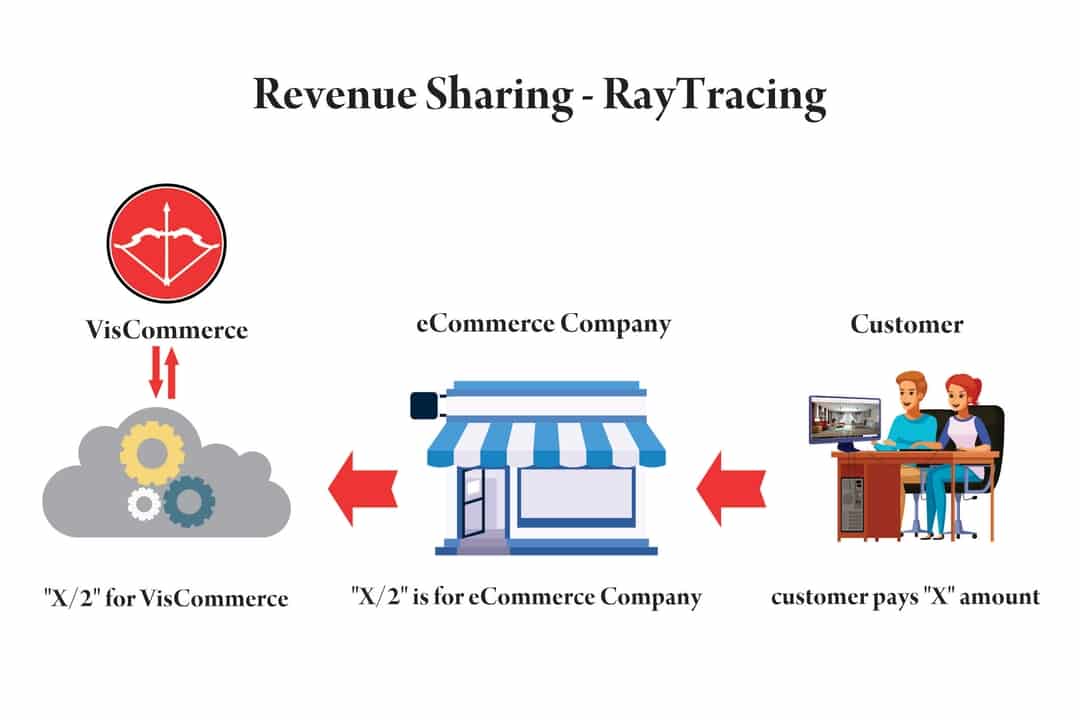 Revenue Sharing - RayTracing
VisCommerce
eCommerce Company
Customer
"X/2" for VisCommerce
"X/2" is for eCommerce Company
customer pays "X" amount